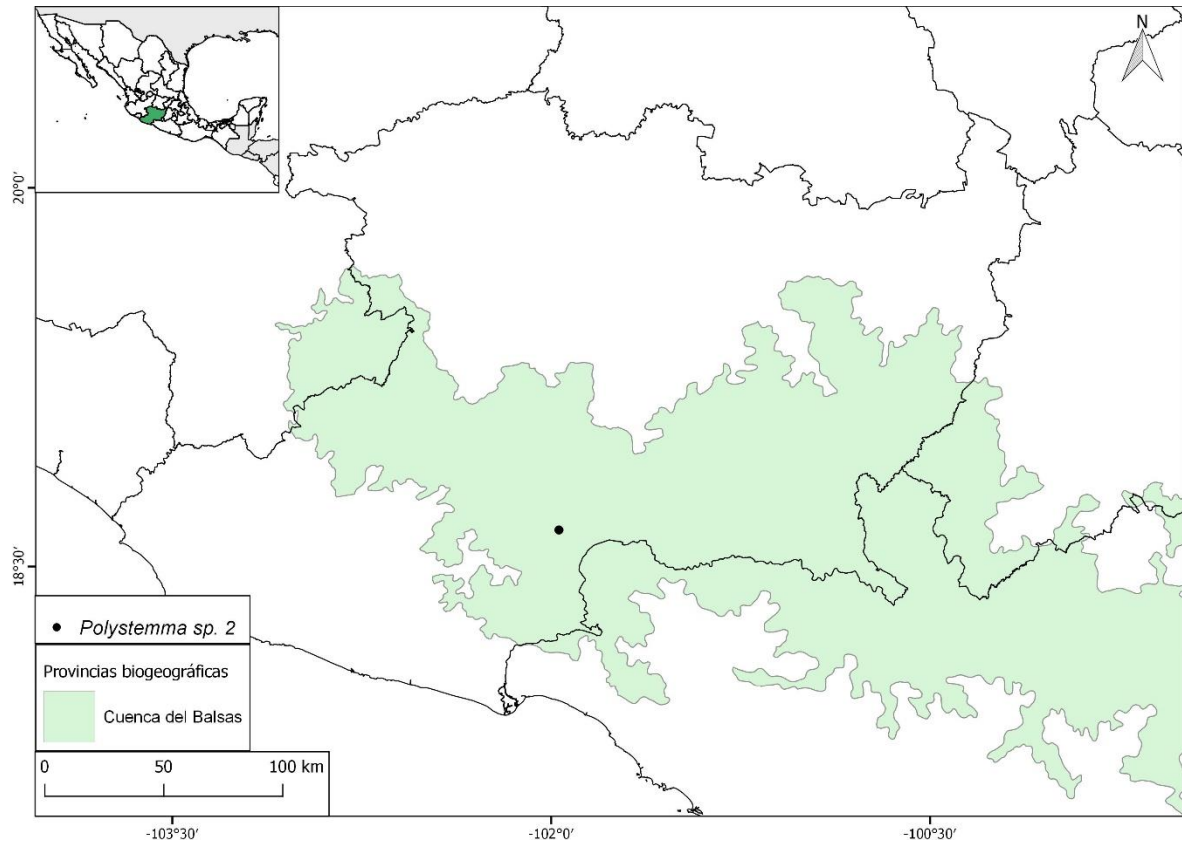 N
20°0'
18°30'
Polystemma sp. 2
Provincias biogeográficas
Cuenca del Balsas
0 50 100 km
-103°30' -102°0' -100°30'